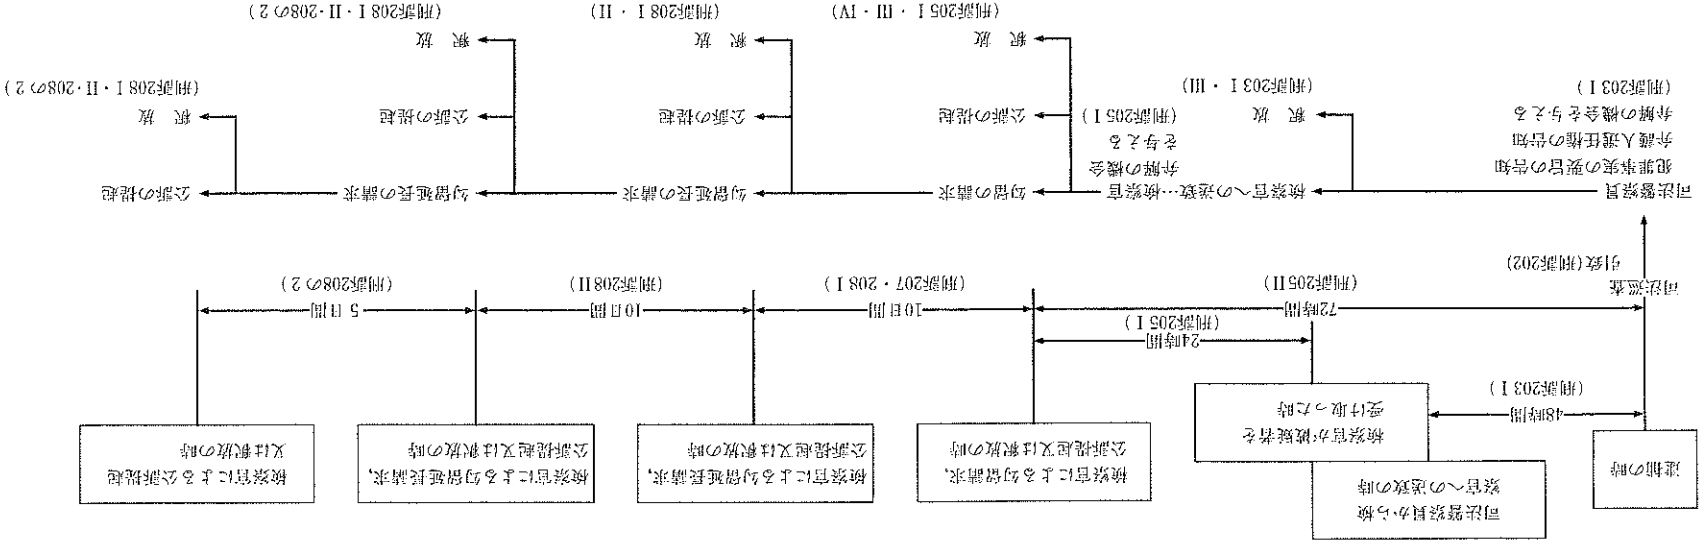 逮捕の時
司法警察員から検
察官への送致の時
検察官が被疑者を
受け取った時
検察官による勾留請求,
公訴提起又は釈放の時
検察官による勾留延長請求,
公訴提起又は釈放の時
検察官による勾留延長請求,
公訴提起又は釈放の時
検察官による公訴提起
又は釈放の時
48時間
(刑訴203Ⅰ)
24時間
(刑訴205Ⅰ)
72時間
(刑訴205Ⅱ)
10日間
(刑訴207・208Ⅰ)
10日間
(刑訴208Ⅱ)
5日間
(刑訴208の2)
司法巡査
引致(刑訴202)
司法警察員
犯罪事実の要旨の告知
弁護人選任権の告知
弁解の機会を与える
(刑訴203Ⅰ)
検察官への送致…検察官
弁解の機会
を与える
(刑訴205Ⅰ)
釈 放
(刑訴203Ⅰ・Ⅲ)
勾留の請求
公訴の提起
釈 放
(刑訴205Ⅰ・Ⅲ・Ⅳ)
勾留延長の請求
公訴の提起
釈 放
(刑訴208Ⅰ・Ⅱ)
勾留延長の請求
公訴の提起
釈 放
(刑訴208Ⅰ・Ⅱ・208の2)
公訴の提起
釈 放
(刑訴208Ⅰ・Ⅱ・208の2)